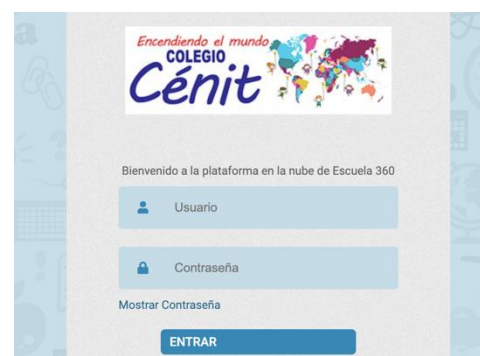 Encendiendo el mundo
COLEGIO
Cénit
Bienvenido a la plataforma en la nube de Escuela 360
Usuario
Contraseña
Mostrar Contraseña
ENTRAR